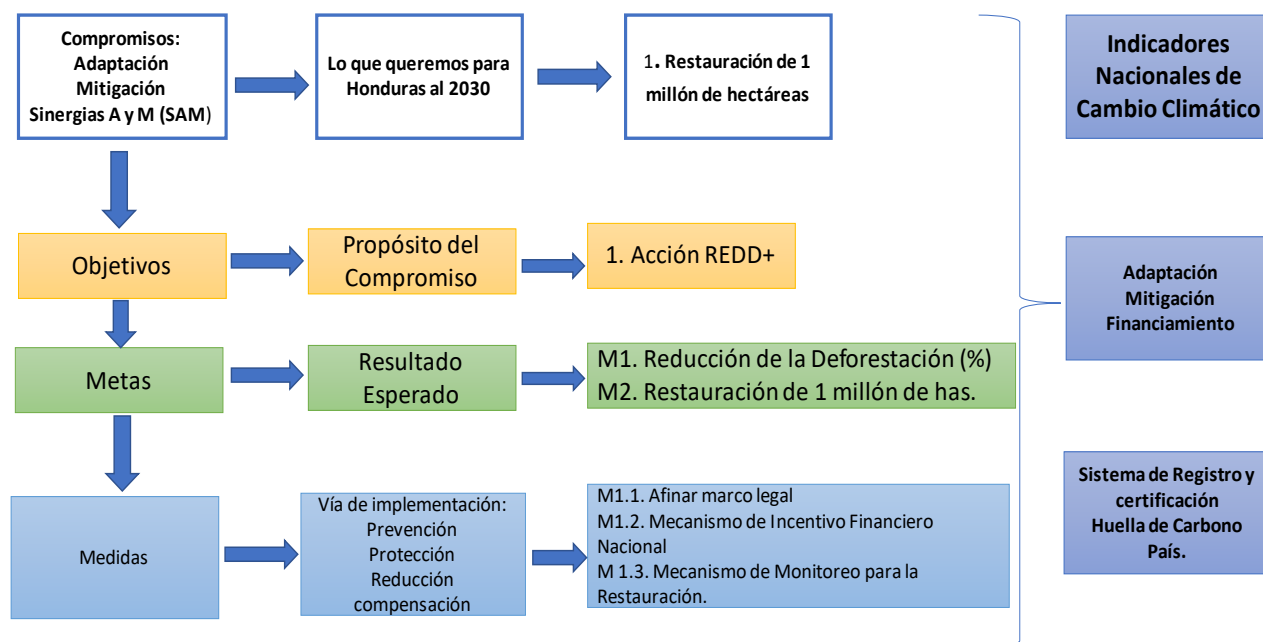 Compromisos:
Adaptación
Mitigación
Sinergias A y M (SAM)
Lo que queremos para
Honduras al 2030
1. Restauración de 1
millón de hectáreas
Objetivos
Propósito del
Compromiso
1. Acción REDD+
Metas
Resultado
Esperado
M1. Reducción de la Deforestación (%)
M2. Restauración de 1 millón de has.
Medidas
Vía de implementación:
Prevención
Protección
Reducción
compensación
M1.1. Afinar marco legal
M1.2. Mecanismo de Incentivo Financiero
Nacional
M 1.3. Mecanismo de Monitoreo para la
Restauración.
Indicadores
Nacionales de
Cambio Climático
Adaptación
Mitigación
Financiamiento
Sistema de Registro y
certificación
Huella de Carbono
País.